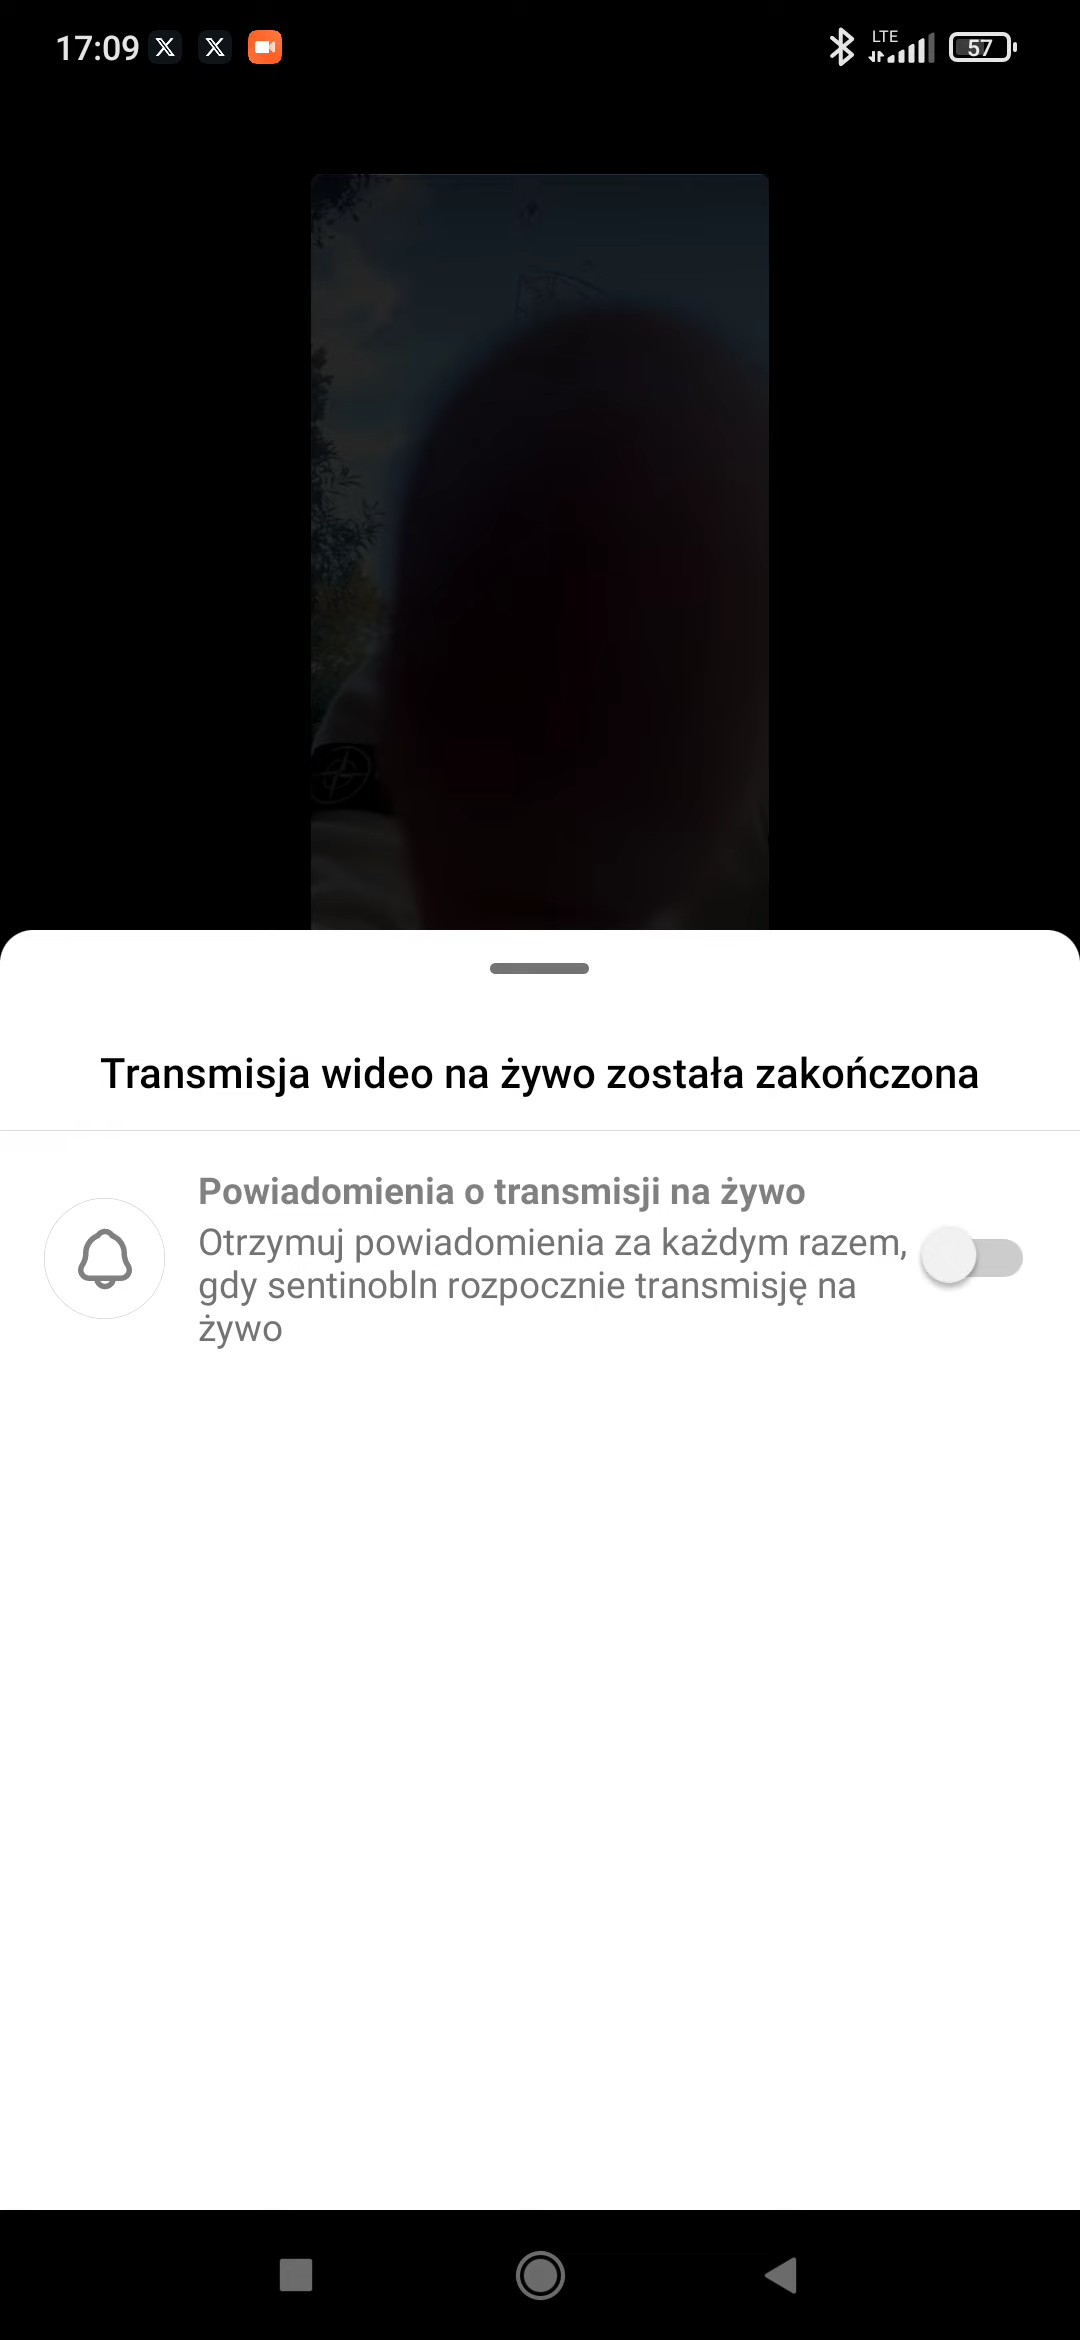 17:09
LTE
57
Transmisja wideo na żywo została zakończona
Powiadomienia o transmisji na żywo
Otrzymuj powiadomienia za każdym razem,
gdy sentinobln rozpocznie transmisję na
żywo